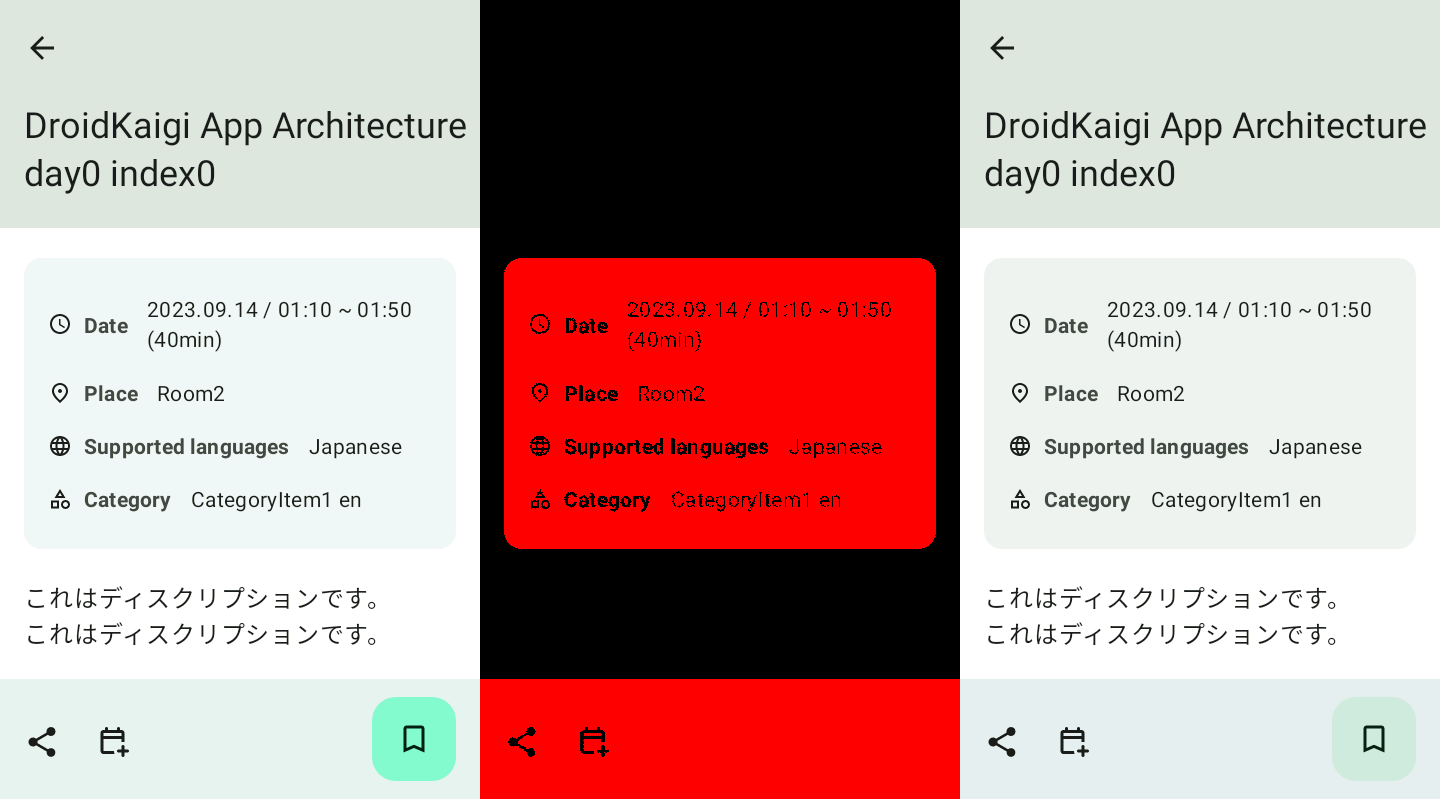 DroidKaigi App Architecture
day0 index0
Date 2023.09.14 / 01:10 ~ 01:50
(40min)
Place Room2
Supported languages Japanese
Category CategoryItem1 en
これはディスクリプションです。
これはディスクリプションです。
Date 2023.09.14 / 01:10 ~ 01:50
(40min)
Place Room2
Supported languages Japanese
Category CategoryItem1 en
DroidKaigi App Architecture
day0 index0
Date 2023.09.14 / 01:10 ~ 01:50
(40min)
Place Room2
Supported languages Japanese
Category CategoryItem1 en
これはディスクリプションです。
これはディスクリプションです。